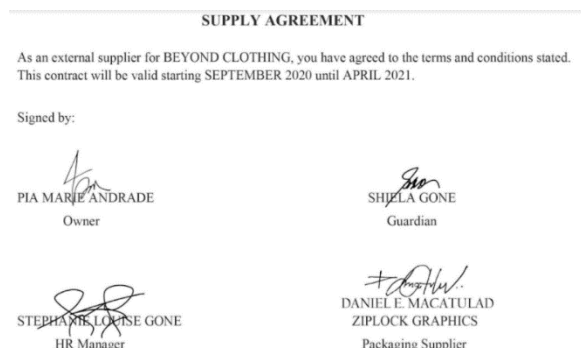 SUPPLY AGREEMENT
As an external supplier for BEYOND CLOTHING, you have agreed to the terms and conditions stated.
This contract will be valid starting SEPTEMBER 2020 until APRIL 2021.
Signed by:
PIA MARIE ANDRADE
Owner
SHIELA GONE
Guardian
STEPHANIE LOUISE GONE
HR Manager
DANIEL E. MACATULAD
ZIPLOCK GRAPHICS
Packaging Supplier